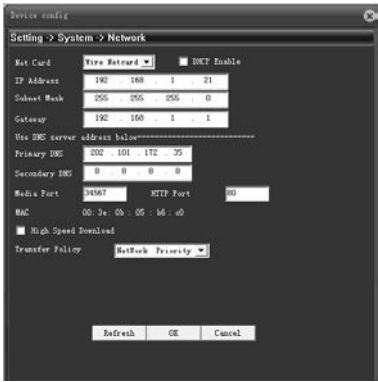 Device config
Setting -> System -> Network
Net Card Wire Netcard DHCP Enable
IP Address 192 . 168 . 1 . 21
Subnet Mask 255 . 255 . 255 . 0
Gateway 192 . 168 . 1 . 1
Use DNS server address below
Primary DNS 202 . 101 . 172 . 35
Secondary DNS 0 . 0 . 0 . 0
Media Port 34567 HTTP Port 80
MAC 00: 3e: 0b : 05 : b6 : c0
High Speed Download
Transfer Policy NetWork Priority
Refresh OK Cancel